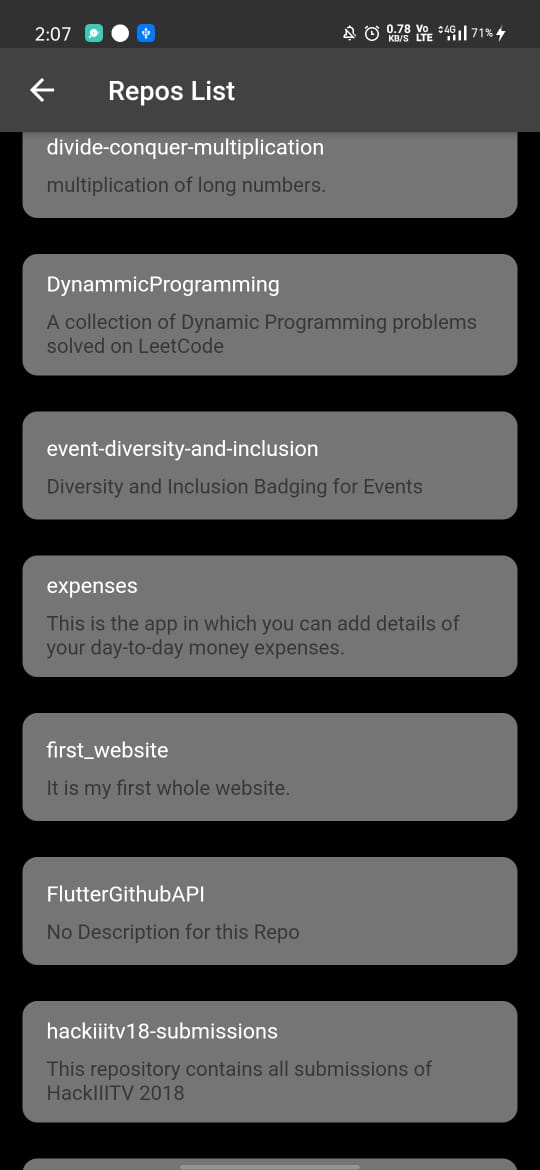 2:07
0.78
KB/S
Vo
LTE
4G
71%
Repos List
divide-conquer-multiplication
multiplication of long numbers.
DynammicProgramming
A collection of Dynamic Programming problems
solved on LeetCode
event-diversity-and-inclusion
Diversity and Inclusion Badging for Events
expenses
This is the app in which you can add details of
your day-to-day money expenses.
first_website
It is my first whole website.
FlutterGithubAPI
No Description for this Repo
hackiiitv18-submissions
This repository contains all submissions of
HackIIITV 2018